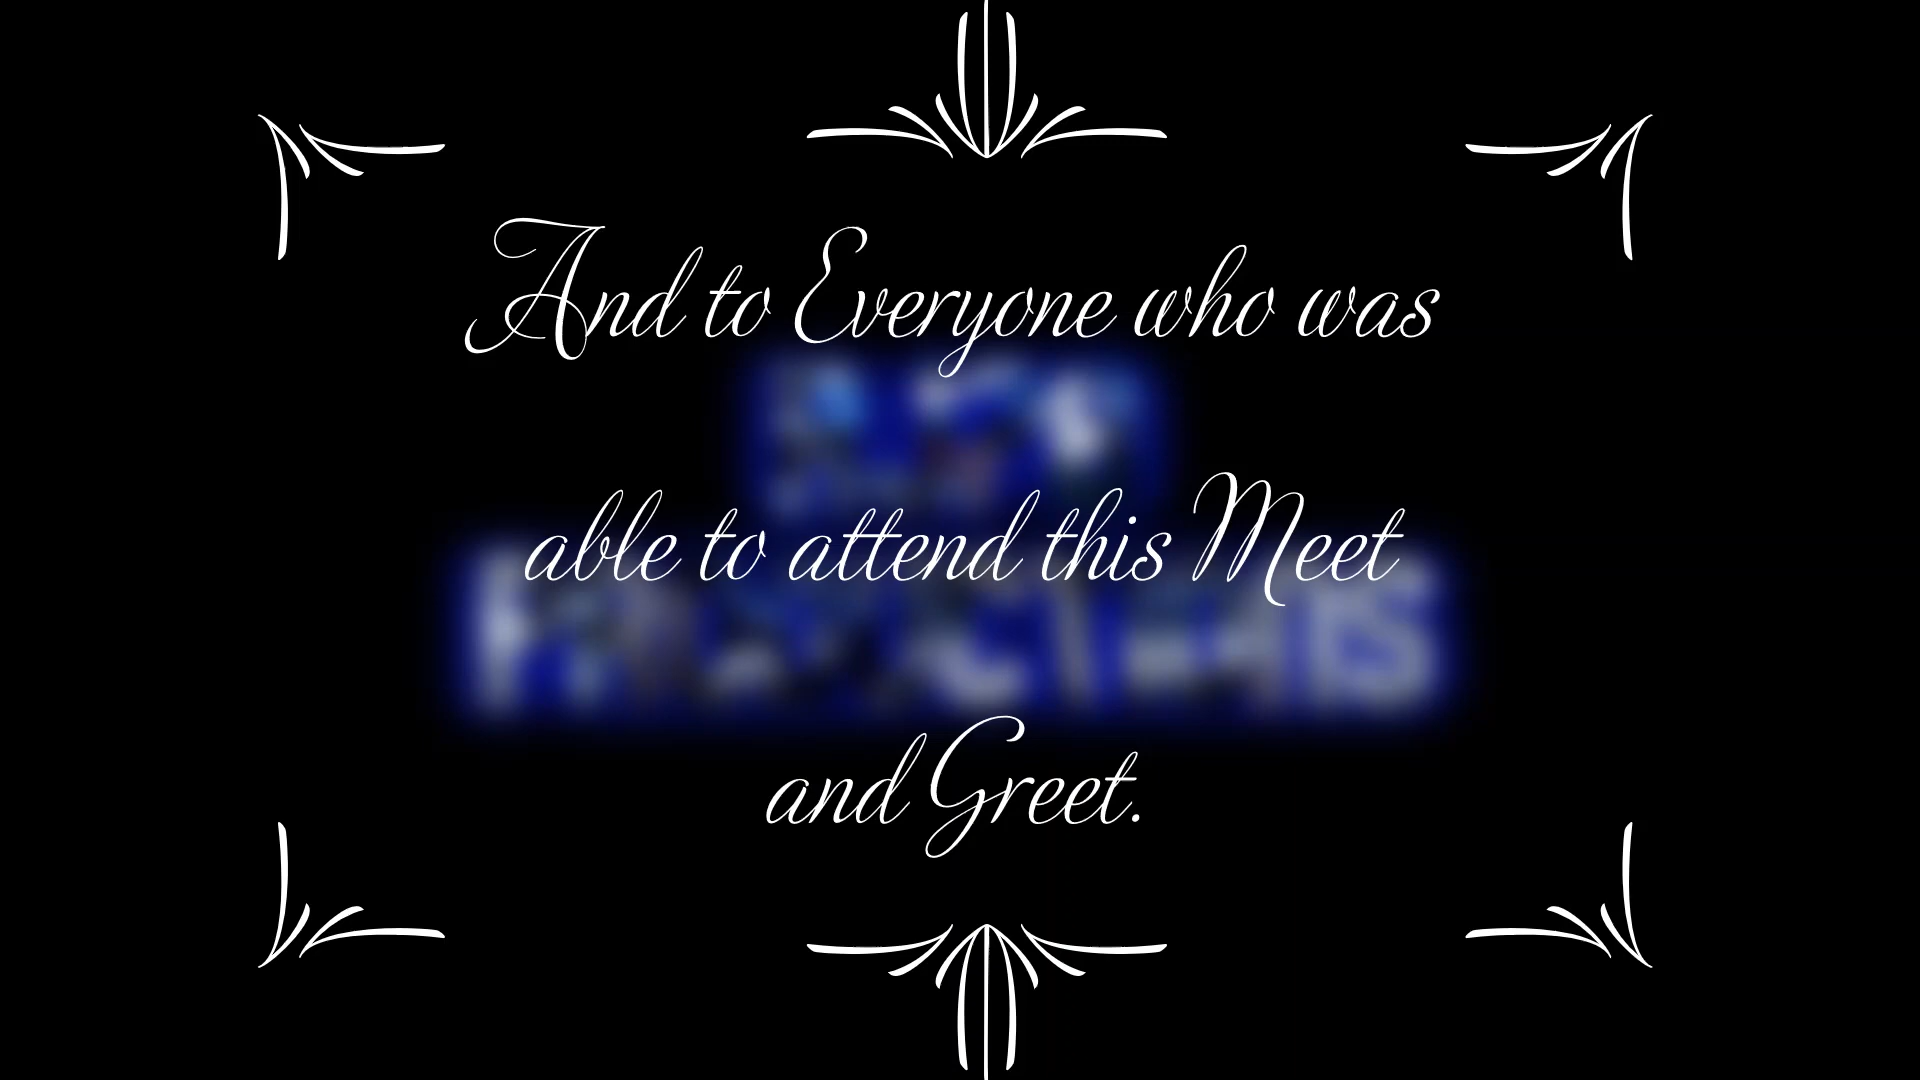 And to Everyone who was
able to attend this Meet
and Greet.